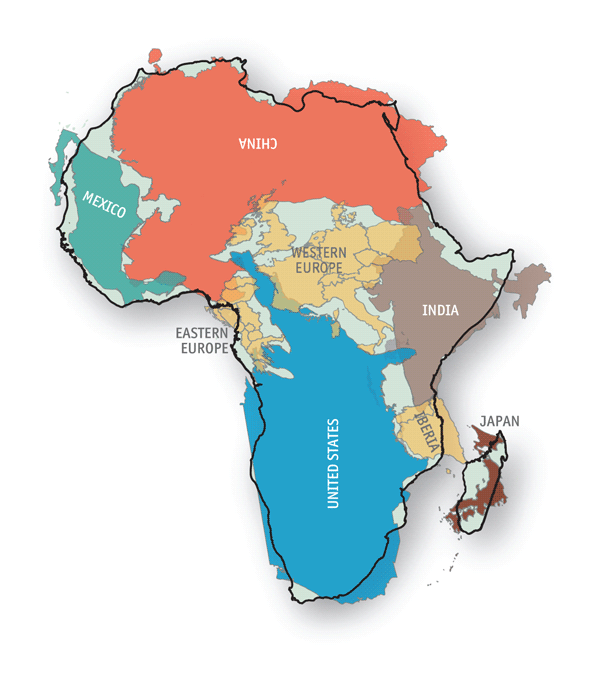 CHINA
MEXICO
WESTERN
EUROPE
INDIA
EASTERN
EUROPE
IBERIA
JAPAN
UNITED STATES